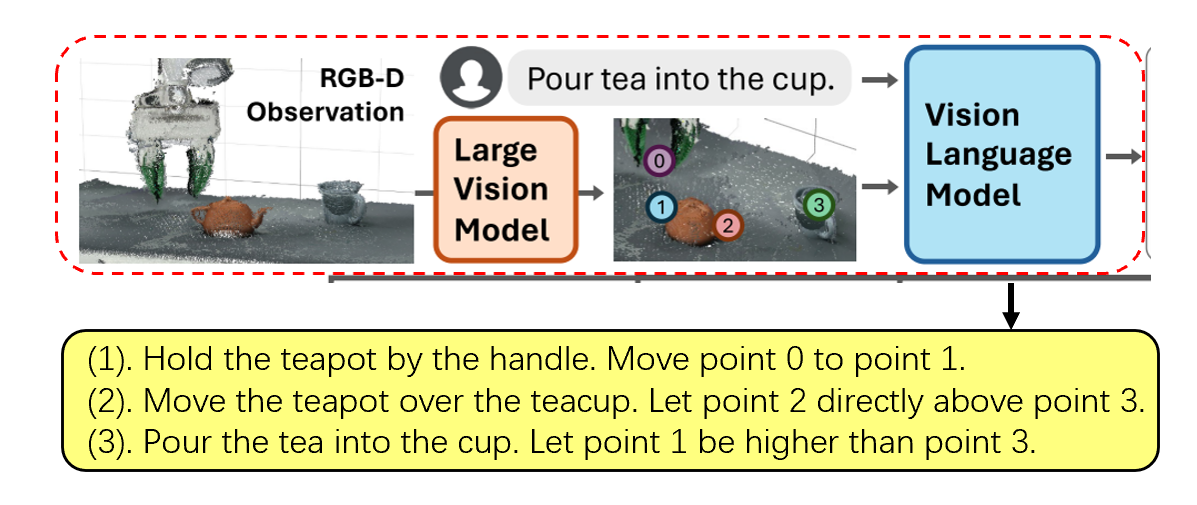 RGB-D
Observation
Pour tea into the cup.
Large
Vision
Model
0
1
2
3
Vision
Language
Model
(1). Hold the teapot by the handle. Move point 0 to point 1.
(2). Move the teapot over the teacup. Let point 2 directly above point 3.
(3). Pour the tea into the cup. Let point 1 be higher than point 3.